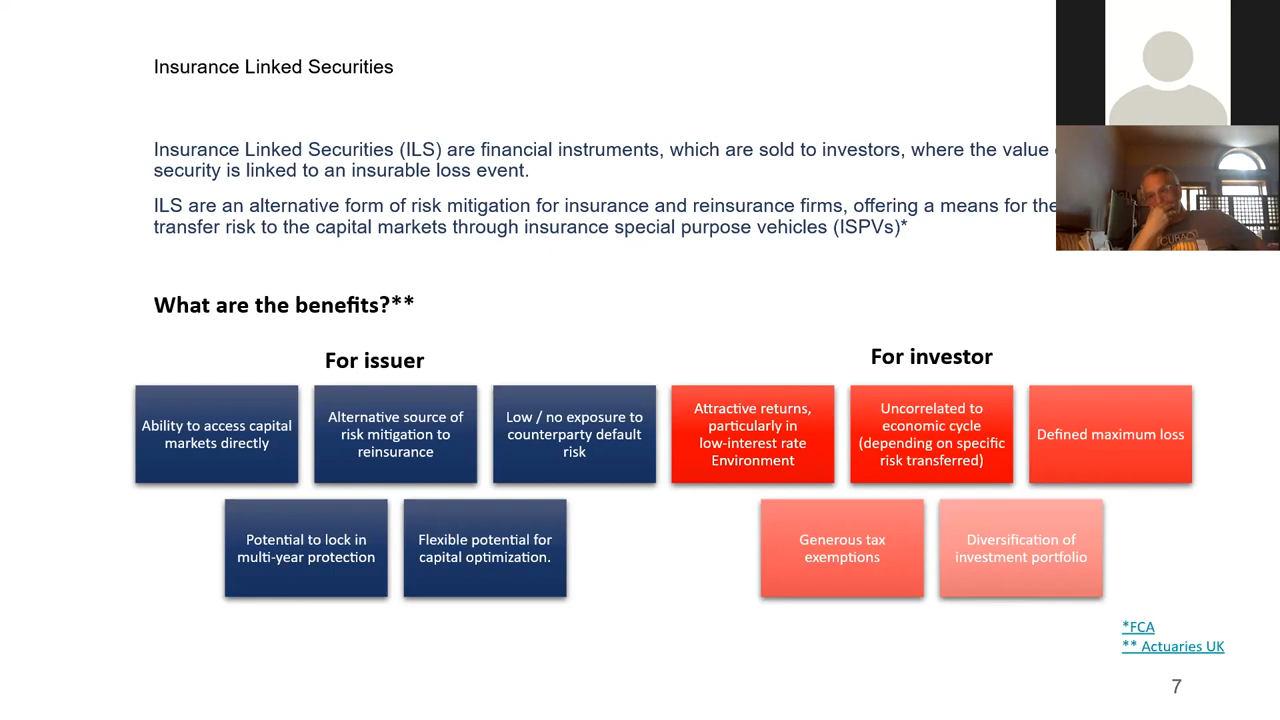 Insurance Linked Securities
Insurance Linked Securities (ILS) are financial instruments, which are sold to investors, where the value
security is linked to an insurable loss event.
ILS are an alternative form of risk mitigation for insurance and reinsurance firms, offering a means for the
transfer risk to the capital markets through insurance special purpose vehicles (ISPVs)*
What are the benefits?**
For issuer
Ability to access capital
markets directly
Alternative source of
risk mitigation to
reinsurance
Low / no exposure to
counterparty default
risk
Potential to lock in
multi-year protection
Flexible potential for
capital optimization.
For investor
Attractive returns,
particularly in
low-interest rate
Environment
Uncorrelated to
economic cycle
(depending on specific
risk transferred)
Defined maximum loss
Generous tax
exemptions
Diversification of
investment portfolio
*FCA
** Actuaries UK
7